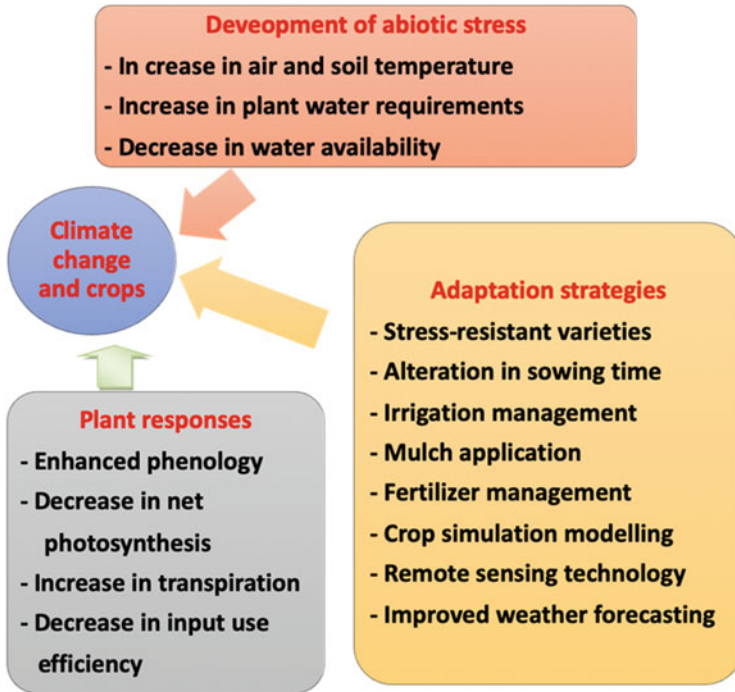 Deveopment of abiotic stress
- In crease in air and soil temperature
- Increase in plant water requirements
- Decrease in water availability
Climate
change
and crops
Adaptation strategies
- Stress-resistant varieties
- Alteration in sowing time
- Irrigation management
- Mulch application
- Fertilizer management
- Crop simulation modelling
- Remote sensing technology
- Improved weather forecasting
Plant responses
- Enhanced phenology
- Decrease in net
photosynthesis
- Increase in transpiration
- Decrease in input use
efficiency